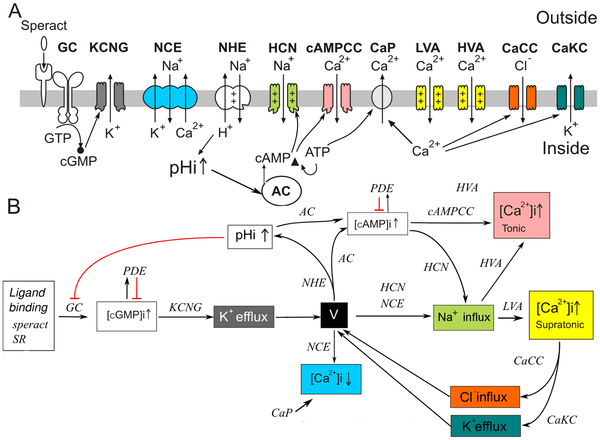 A
Outside
Speract
GC
KCNG
NCE
NHE
HCN
cAMPCC
CaP
LVA
HVA
CaCC
CaKC
Na⁺
Na⁺
Na⁺
Ca²⁺
Ca²⁺
Ca²⁺
Ca²⁺
Cl⁻
GTP
cGMP
K⁺
K⁺
Ca²⁺
H⁺
pHi↑
AC
cAMP
ATP
Ca²⁺
K⁺
Inside
B
Ligand
binding
speract
SR
GC
PDE
[cGMP]i↑
KCNG
K⁺efflux
pHi ↑
AC
PDE
[cAMP]i↑
NHE
AC
V
HCN
NCE
HCN
HVA
cAMPCC
[Ca²⁺]i↑
Tonic
HVA
Na⁺ influx
LVA
[Ca²⁺]i↑
Supratonic
NCE
[Ca²⁺]i↓
CaP
CaCC
Cl⁻influx
K⁺efflux
CaKC